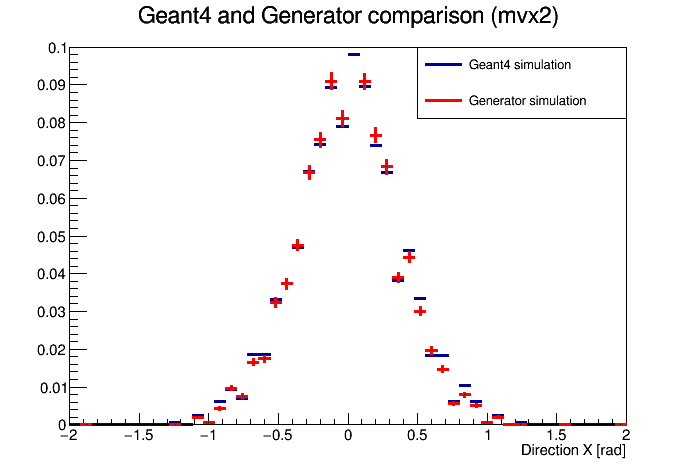 Geant4 and Generator comparison (mvx2)
Geant4 simulation
Generator simulation
0.1
0.09
0.08
0.07
0.06
0.05
0.04
0.03
0.02
0.01
0
−2 −1.5 −1 −0.5 0 0.5 1 1.5 2
Direction X [rad]